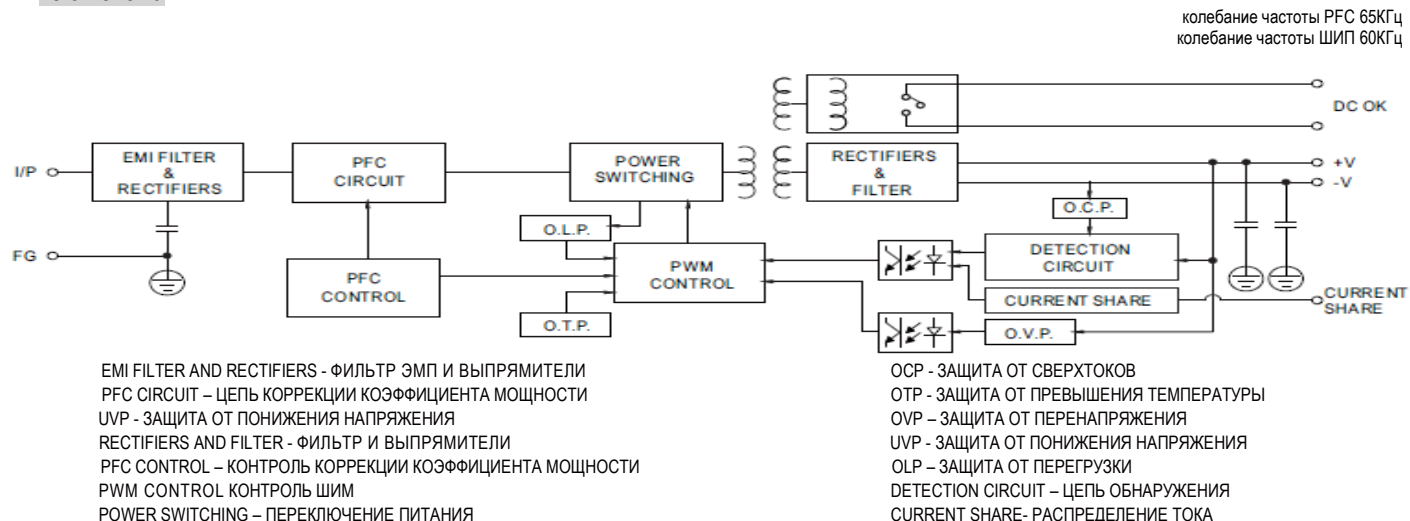 колебание частоты PFC 65КГц
колебание частоты ШИП 60КГц
DC OK
I/P
EMI FILTER
&
RECTIFIERS
PFC
CIRCUIT
POWER
SWITCHING
RECTIFIERS
&
FILTER
+V
-V
O.C.P.
O.L.P.
FG
PFC
CONTROL
PWM
CONTROL
DETECTION
CIRCUIT
CURRENT SHARE
CURRENT
SHARE
O.T.P.
O.V.P.
EMI FILTER AND RECTIFIERS - ФИЛЬТР ЭМП И ВЫПРЯМИТЕЛИ
PFC CIRCUIT – ЦЕПЬ КОРРЕКЦИИ КОЭФФИЦИЕНТА МОЩНОСТИ
UVP - ЗАЩИТА ОТ ПОНИЖЕНИЯ НАПРЯЖЕНИЯ
RECTIFIERS AND FILTER - ФИЛЬТР И ВЫПРЯМИТЕЛИ
PFC CONTROL – КОНТРОЛЬ КОРРЕКЦИИ КОЭФФИЦИЕНТА МОЩНОСТИ
PWM CONTROL КОНТРОЛЬ ШИМ
POWER SWITCHING – ПЕРЕКЛЮЧЕНИЕ ПИТАНИЯ
OCP - ЗАЩИТА ОТ СВЕРХТОКОВ
OTP - ЗАЩИТА ОТ ПРЕВЫШЕНИЯ ТЕМПЕРАТУРЫ
OVP – ЗАЩИТА ОТ ПЕРЕНАПРЯЖЕНИЯ
UVP - ЗАЩИТА ОТ ПОНИЖЕНИЯ НАПРЯЖЕНИЯ
OLP – ЗАЩИТА ОТ ПЕРЕГРУЗКИ
DETECTION CIRCUIT – ЦЕПЬ ОБНАРУЖЕНИЯ
CURRENT SHARE- РАСПРЕДЕЛЕНИЕ ТОКА